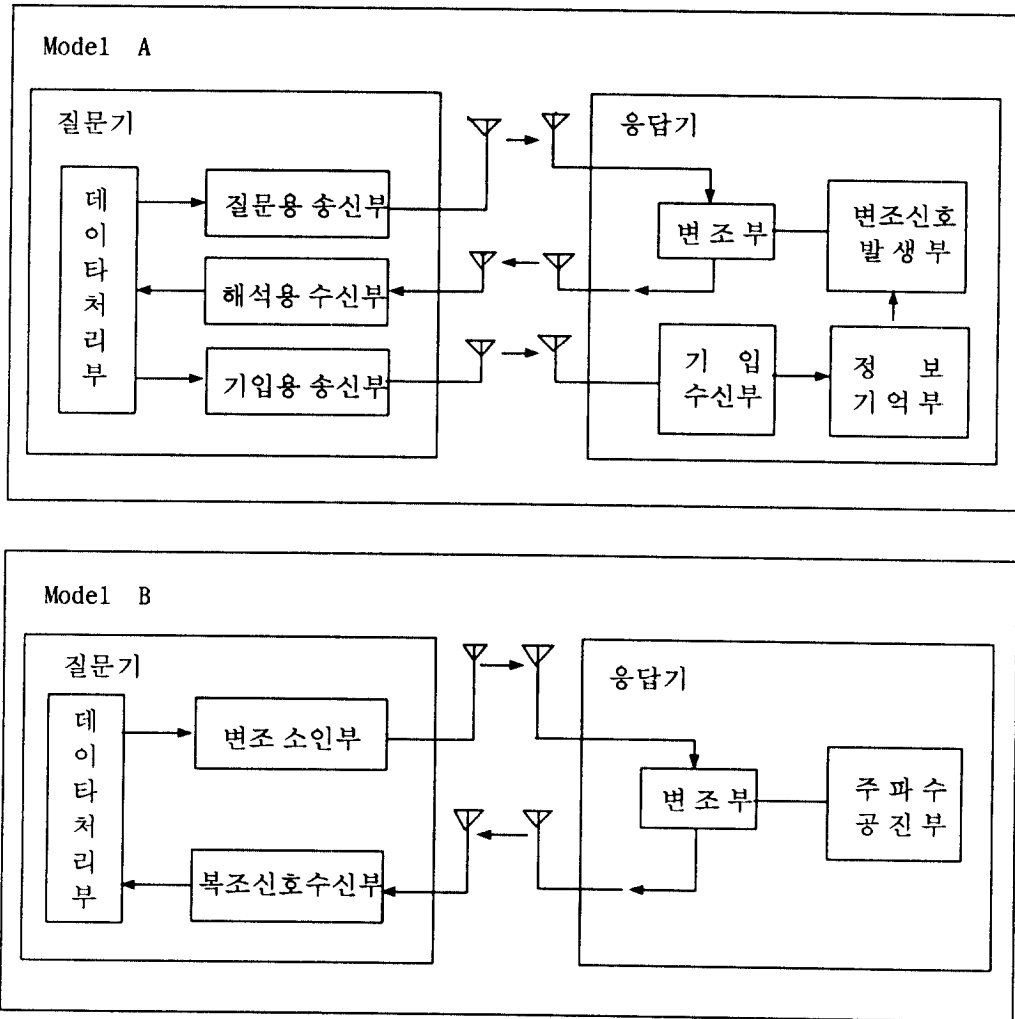 Model A
질문기
데이타처리부
질문용 송신부
해석용 수신부
기입용 송신부
응답기
변조부
변조신호
발생부
기 입
수신부
정 보
기억부
Model B
질문기
데이타처리부
변조 소인부
복조신호수신부
응답기
변조부
주파수
공진부